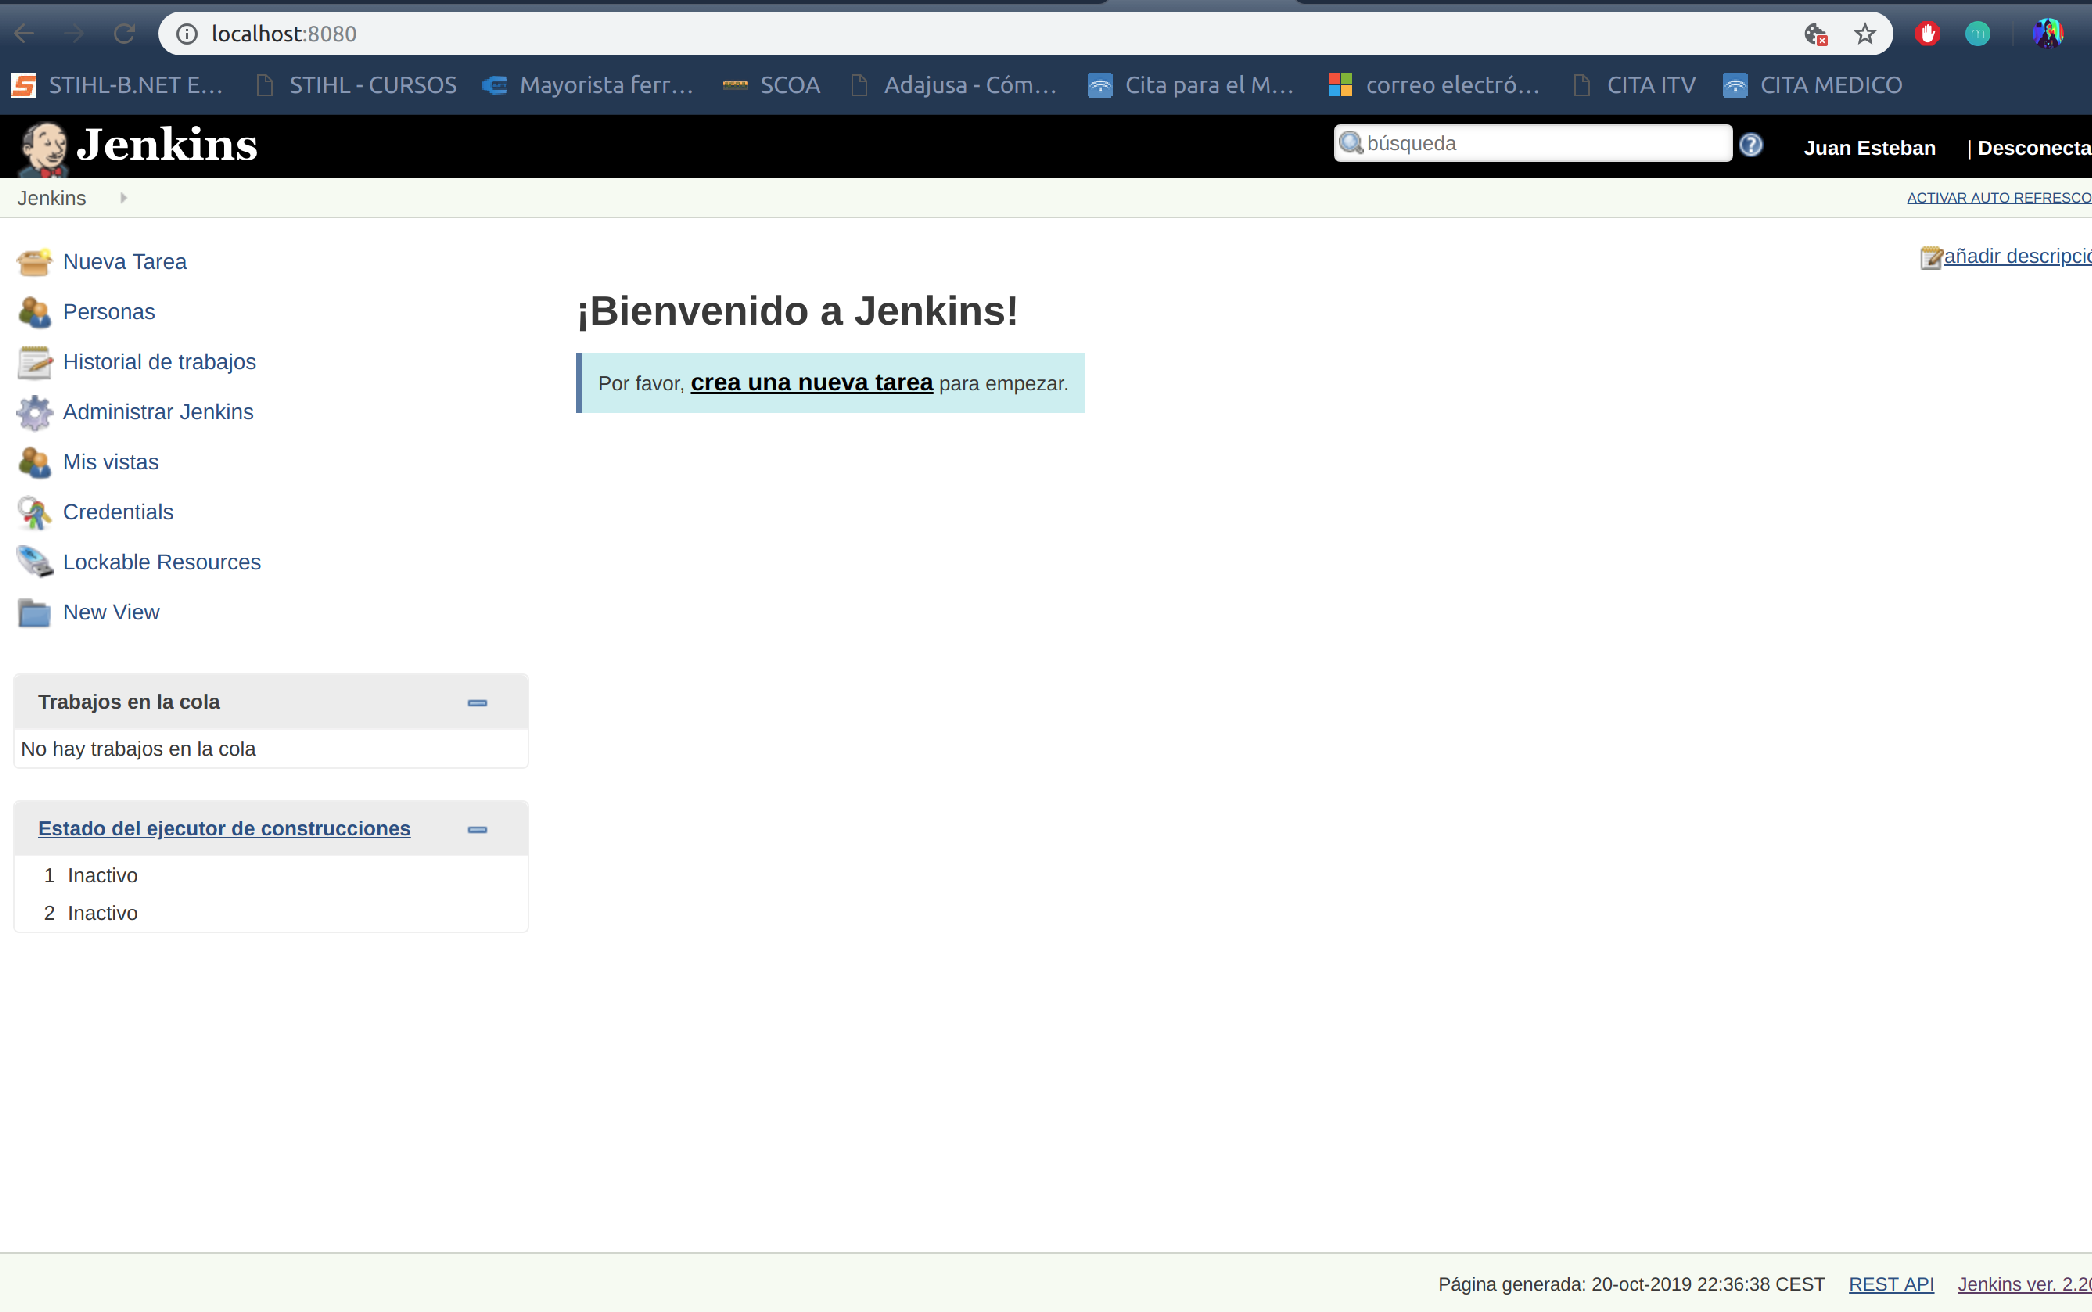 localhost:8080
STIHL-B.NET E... STIHL - CURSOS Mayorista ferr... SCOA Adajusa - Cóm... Cita para el M... correo electró... CITA ITV CITA MEDICO
Jenkins búsqueda Juan Esteban | Desconecta
Jenkins ACTIVAR AUTO REFRESCO
añadir descripció
Nueva Tarea
Personas
Historial de trabajos
Administrar Jenkins
Mis vistas
Credentials
Lockable Resources
New View
¡Bienvenido a Jenkins!
Por favor, crea una nueva tarea para empezar.
Trabajos en la cola
No hay trabajos en la cola
Estado del ejecutor de construcciones
1 Inactivo
2 Inactivo
Página generada: 20-oct-2019 22:36:38 CEST REST API Jenkins ver. 2.20